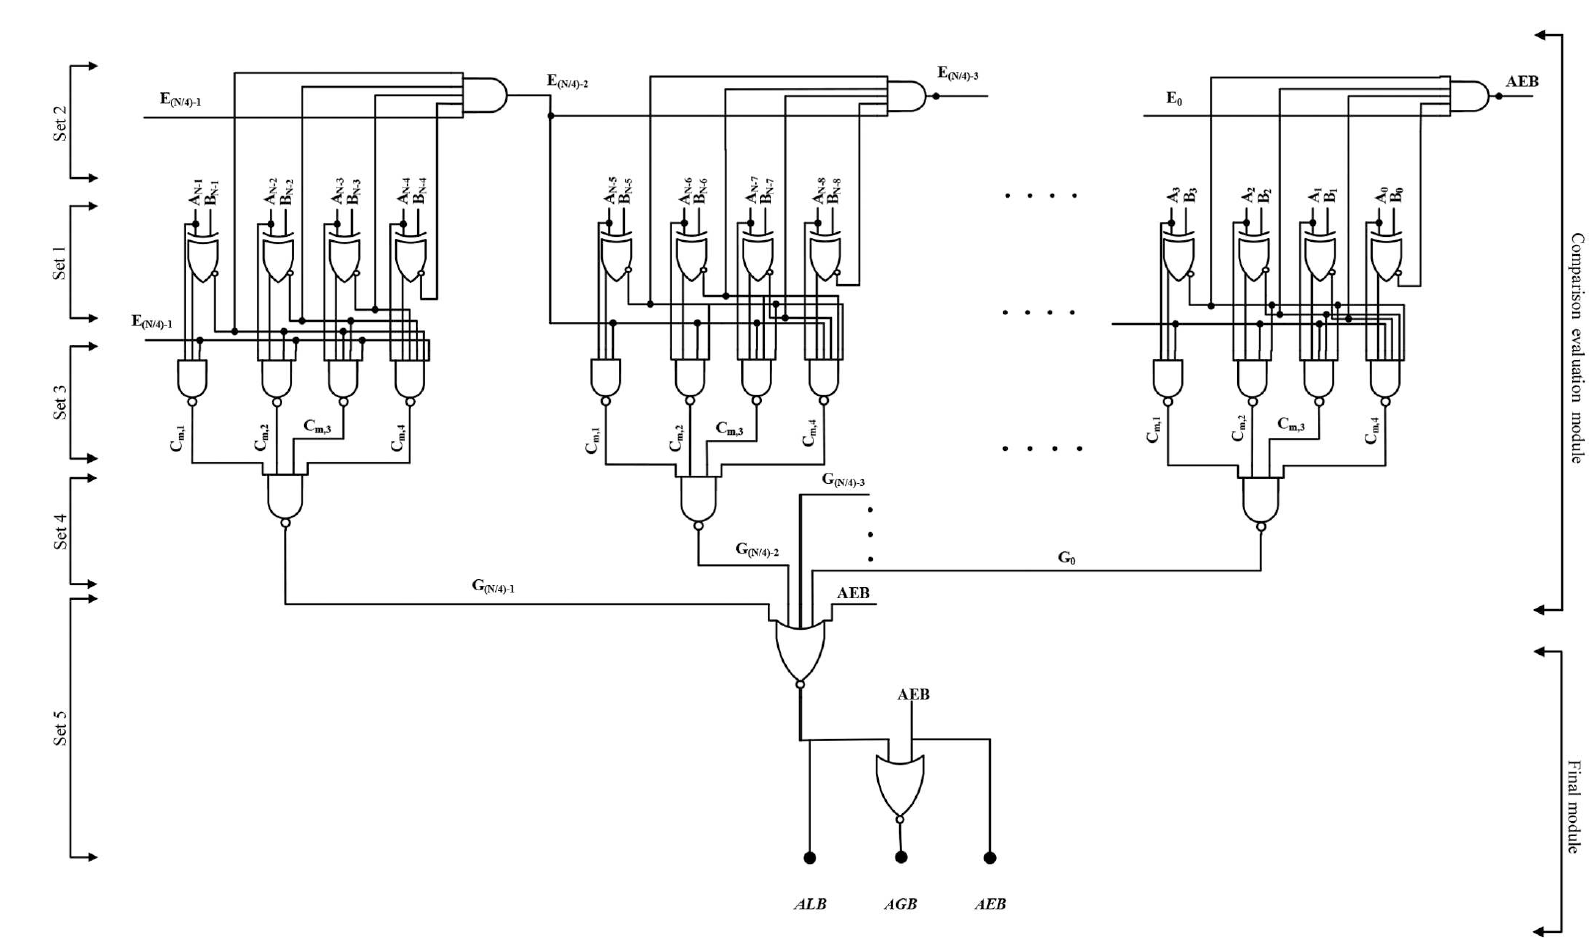 Set 2
Set 1
Set 3
Set 4
Set 5
E(N/4)-1
E(N/4)-2
E(N/4)-3
E0
AEB
AN-1 BN-1 AN-2 BN-2 AN-3 BN-3 AN-4 BN-4
AN-5 BN-5 AN-6 BN-6 AN-7 BN-7 AN-8 BN-8
A3 B3 A2 B2 A1 B1 A0 B0
E(N/4)-1
Cm,1 Cm,2 Cm,3 Cm,4
Cm,1 Cm,2 Cm,3 Cm,4
Cm,1 Cm,2 Cm,3 Cm,4
G(N/4)-3
G(N/4)-2
G0
G(N/4)-1
AEB
AEB
ALB
AGB
AEB
Comparison evaluation module
Final module